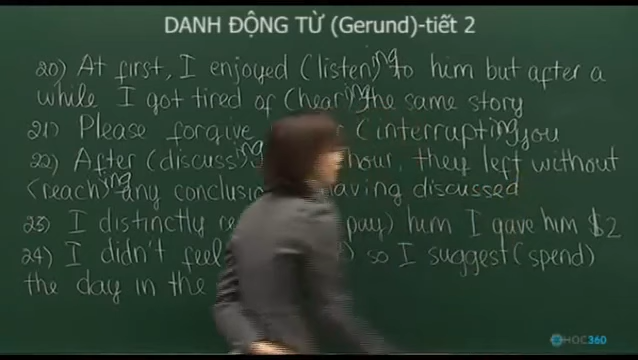 DANH ĐỘNG TỪ (Gerund)-tiết 2
20) At first, I enjoyed (listen)ing to him but after a
while I got tired of (hear)ing the same story
21) Please forgive (interrupting you
22) After (discuss)ing hour, they left without
(reach)ing any conclusi having discussed
23) I distinctly pay) him I gave him $2
24) I didn't feel ) so I suggest (spend)
the day in the
HOC360